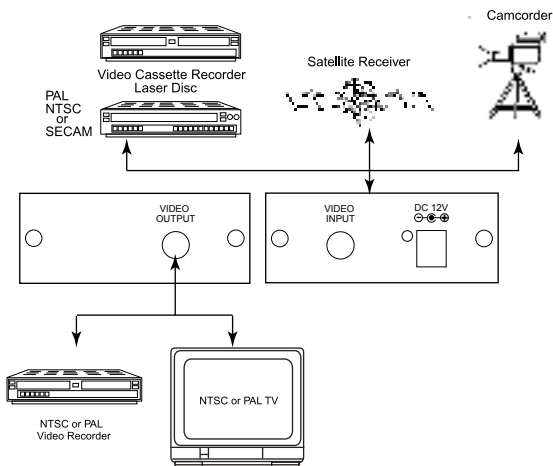 Camcorder
Satellite Receiver
Video Cassette Recorder
Laser Disc
PAL
NTSC
or
SECAM
VIDEO
OUTPUT
VIDEO
INPUT
DC 12V
NTSC or PAL TV
NTSC or PAL
Video Recorder